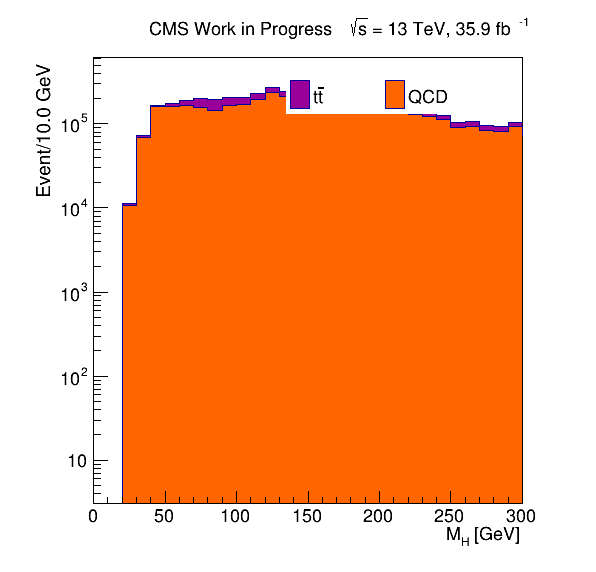 CMS Work in Progress √s = 13 TeV, 35.9 fb⁻¹
Event/10.0 GeV
tt̄ QCD
10⁵
10⁴
10³
10²
10
0 50 100 150 200 250 300
M_H [GeV]